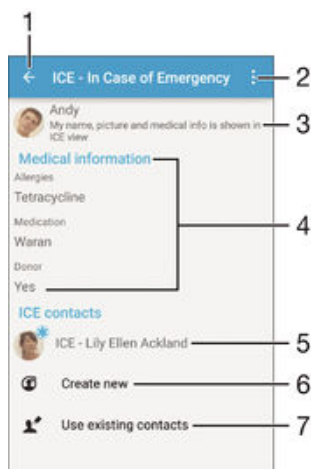 1
ICE - In Case of Emergency
2
Andy
My name, picture and medical info is shown in
ICE view
3
Medical information
Allergies
Tetracycline
Medication
Waran
4
Donor
Yes
ICE contacts
ICE - Lily Ellen Ackland
5
Create new
6
Use existing contacts
7